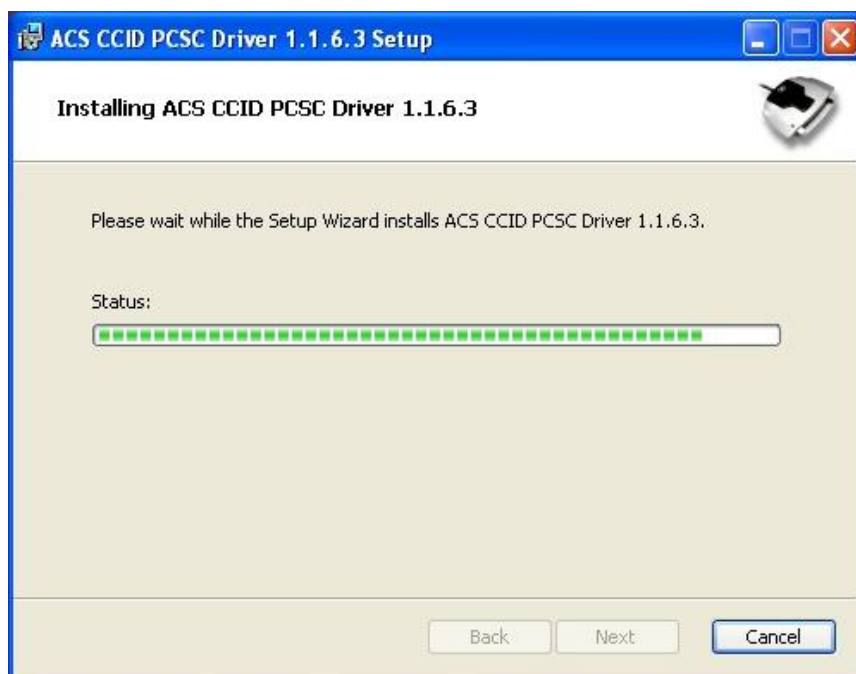 ACS CCID PCSC Driver 1.1.6.3 Setup
Installing ACS CCID PCSC Driver 1.1.6.3
Please wait while the Setup Wizard installs ACS CCID PCSC Driver 1.1.6.3.
Status:
Back Next Cancel